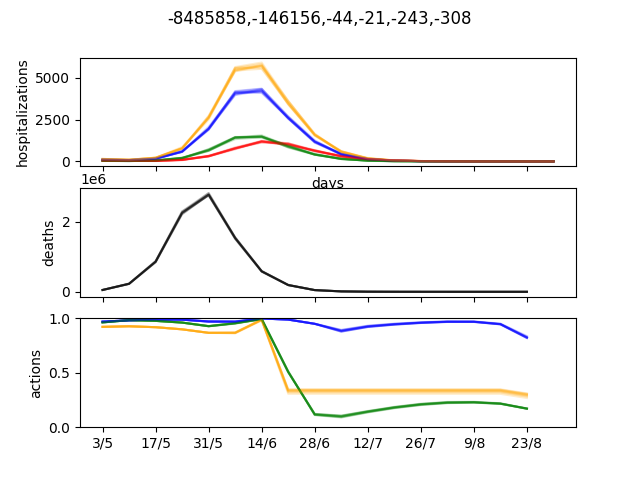 -8485858,-146156,-44,-21,-243,-308
hospitalizations
5000
2500
0
days
1e6
deaths
2
0
actions
1.0
0.5
0.0
3/5 17/5 31/5 14/6 28/6 12/7 26/7 9/8 23/8